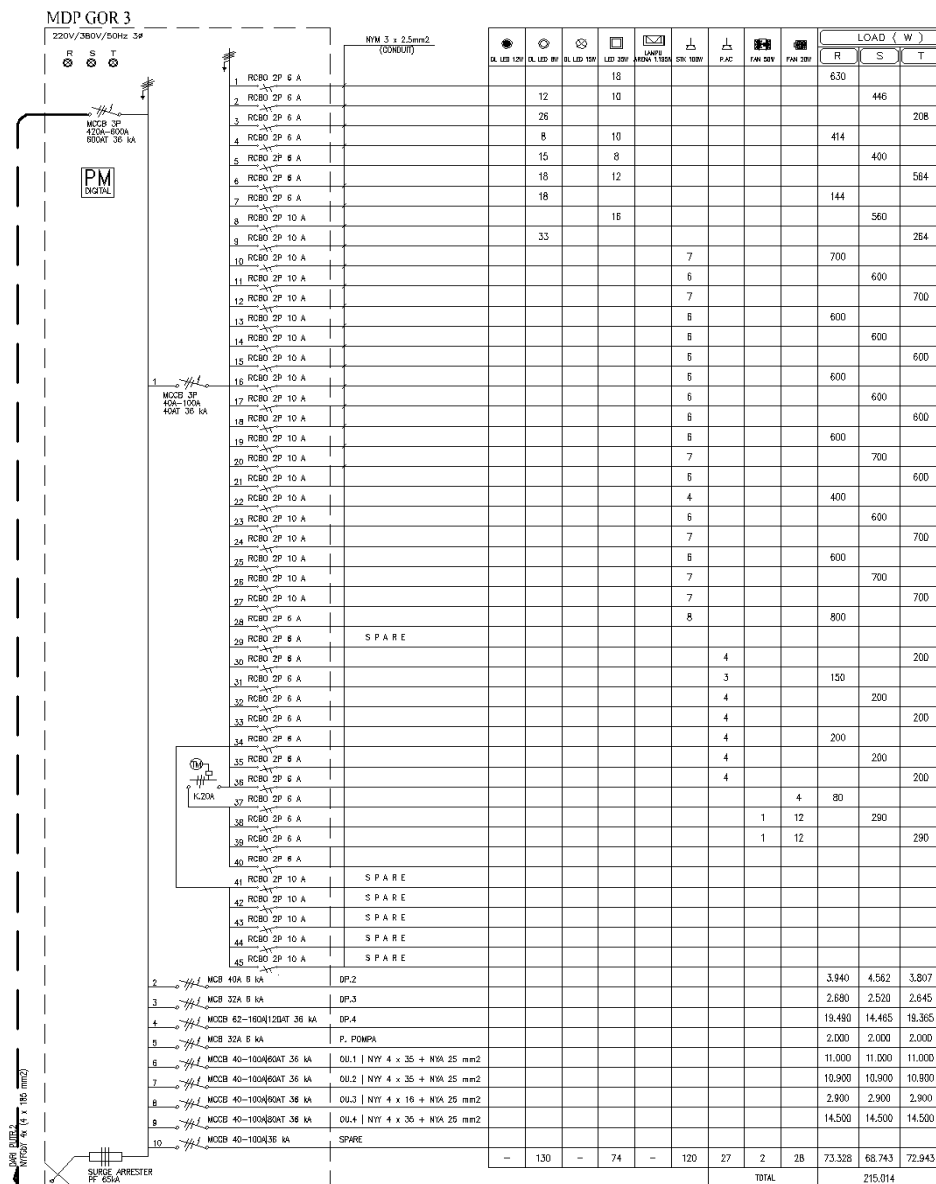 MDP GOR 3
220V/380V/50Hz 3ø
R S T
NYM 3 x 2.5mm2
(CONDUIT)
DL LED 12W DL LED 8W DL LED 15W LED 35W LAMPU ARENA 1.185W STK 100W P.AC FAN 50W FAN 20W
LOAD ( W )
R S T
MCCB 3P
420A-600A
600AT 36 kA
PM
DIGITAL
1 RCBO 2P 6 A 18 630
2 RCBO 2P 6 A 12 10 446
3 RCBO 2P 6 A 26 208
4 RCBO 2P 6 A 8 10 414
5 RCBO 2P 6 A 15 8 400
6 RCBO 2P 6 A 18 12 564
7 RCBO 2P 6 A 18 144
8 RCBO 2P 10 A 16 560
9 RCBO 2P 10 A 33 264
10 RCBO 2P 10 A 7 700
11 RCBO 2P 10 A 6 600
12 RCBO 2P 10 A 7 700
13 RCBO 2P 10 A 6 600
14 RCBO 2P 10 A 6 600
15 RCBO 2P 10 A 6 600
1 MCCB 3P
40A-100A
40AT 36 kA
16 RCBO 2P 10 A 6 600
17 RCBO 2P 10 A 6 600
18 RCBO 2P 10 A 6 600
19 RCBO 2P 10 A 6 600
20 RCBO 2P 10 A 7 700
21 RCBO 2P 10 A 6 600
22 RCBO 2P 10 A 4 400
23 RCBO 2P 10 A 6 600
24 RCBO 2P 10 A 7 700
25 RCBO 2P 10 A 6 600
26 RCBO 2P 10 A 7 700
27 RCBO 2P 10 A 7 700
28 RCBO 2P 6 A 8 800
29 RCBO 2P 6 A SPARE
30 RCBO 2P 6 A 4 200
31 RCBO 2P 6 A 3 150
32 RCBO 2P 6 A 4 200
33 RCBO 2P 6 A 4 200
34 RCBO 2P 6 A 4 200
35 RCBO 2P 6 A 4 200
TM
K.20A
36 RCBO 2P 6 A 4 200
37 RCBO 2P 6 A 4 80
38 RCBO 2P 6 A 1 12 290
39 RCBO 2P 6 A 1 12 290
40 RCBO 2P 6 A
41 RCBO 2P 10 A SPARE
42 RCBO 2P 10 A SPARE
43 RCBO 2P 10 A SPARE
44 RCBO 2P 10 A SPARE
45 RCBO 2P 10 A SPARE
2 MCB 40A 6 kA DP.2 3.940 4.562 3.807
3 MCB 32A 6 kA DP.3 2.680 2.520 2.645
4 MCCB 62-160A|120AT 36 kA DP.4 19.490 14.465 19.365
5 MCB 32A 6 kA P. POMPA 2.000 2.000 2.000
6 MCCB 40-100A|60AT 36 kA OU.1 | NYY 4 x 35 + NYA 25 mm2 11.000 11.000 11.000
7 MCCB 40-100A|60AT 36 kA OU.2 | NYY 4 x 35 + NYA 25 mm2 10.900 10.900 10.900
8 MCCB 40-100A|60AT 36 kA OU.3 | NYY 4 x 16 + NYA 25 mm2 2.900 2.900 2.900
9 MCCB 40-100A|80AT 36 kA OU.4 | NYY 4 x 35 + NYA 25 mm2 14.500 14.500 14.500
10 MCCB 40-100A|36 kA SPARE
- 130 - 74 - 120 27 2 28 73.328 68.743 72.943
TOTAL 215.014
SURGE ARRESTER
PF 65kA
DARI PUTR.2
NYFGbY 4x (4 x 185 mm2)